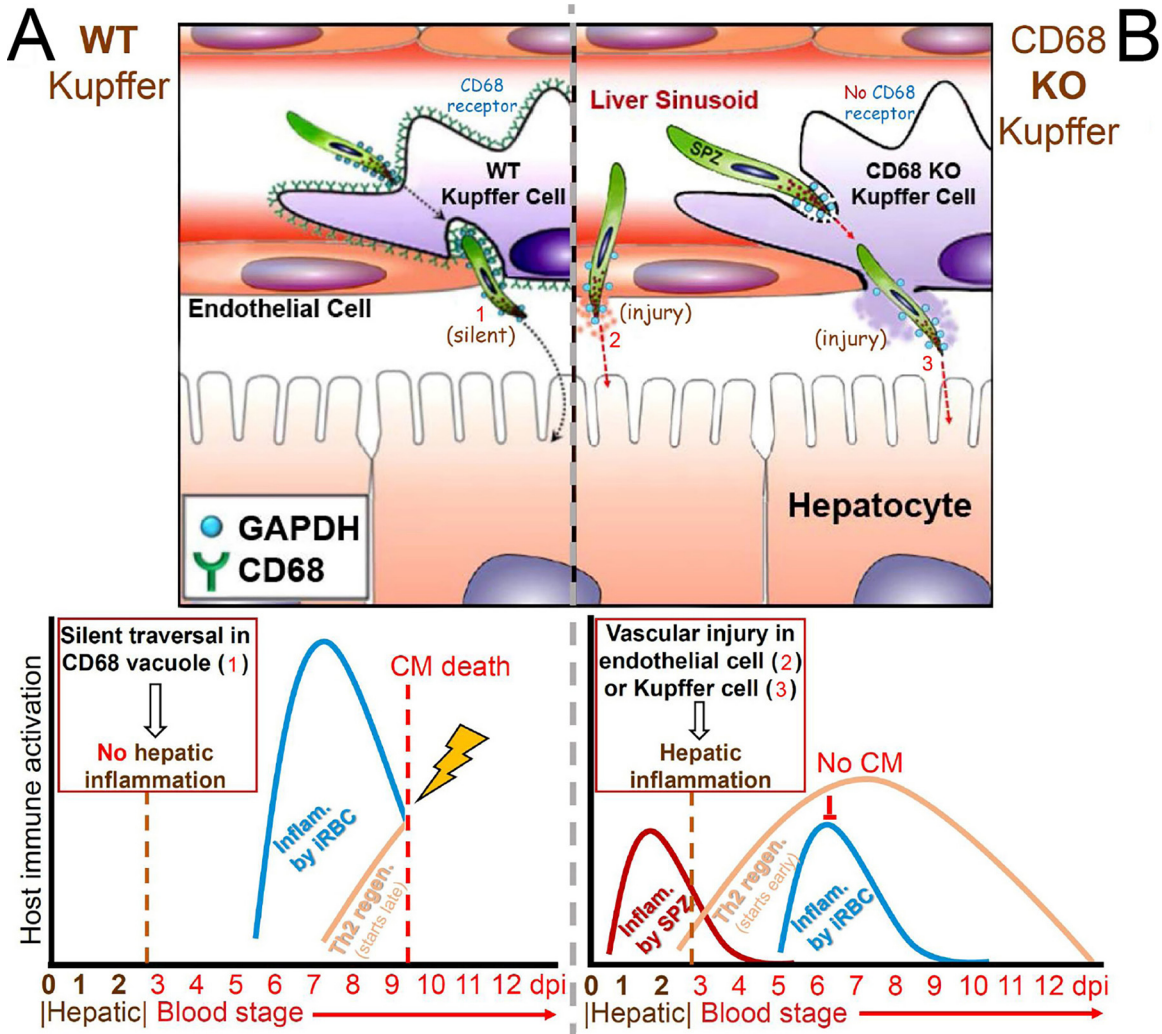 A
WT
Kupffer
CD68
receptor
WT
Kupffer Cell
Endothelial Cell
1
(silent)
GAPDH
CD68
B
CD68
KO
Kupffer
Liver Sinusoid
No CD68
receptor
SPZ
CD68 KO
Kupffer Cell
(injury)
2
(injury)
3
Hepatocyte
Host immune activation
Silent traversal in
CD68 vacuole (1)
No hepatic
inflammation
CM death
Inflam.
by iRBC
Th2 regen.
(starts late)
0 1 2 3 4 5 6 7 8 9 10 11 12 dpi
|Hepatic| Blood stage
Vascular injury in
endothelial cell (2)
or Kupffer cell (3)
Hepatic
inflammation
No CM
Inflam.
by SPZ
Th2 regen.
(starts early)
Inflam.
by iRBC
0 1 2 3 4 5 6 7 8 9 10 11 12 dpi
|Hepatic| Blood stage